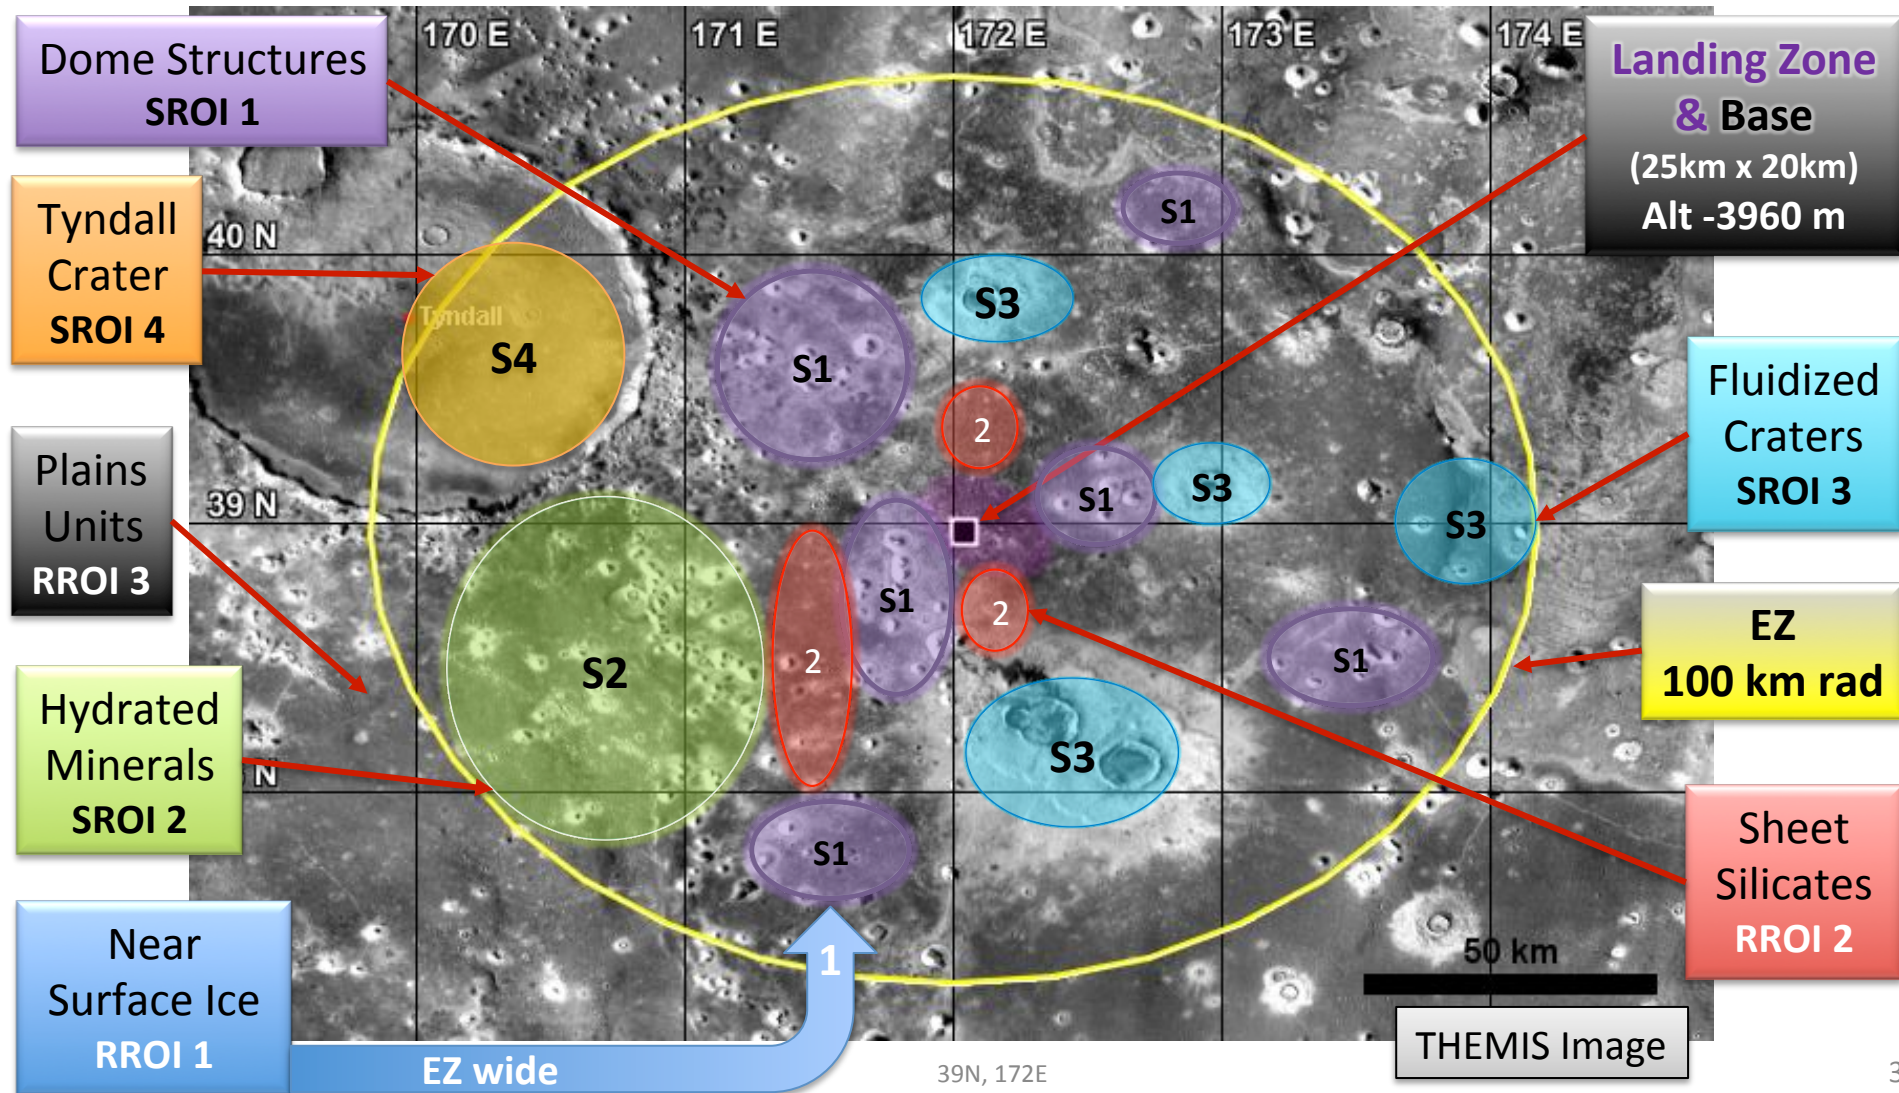 170 E
171 E
172 E
173 E
174 E
Dome Structures
SROI 1
Landing Zone
& Base
(25km x 20km)
Alt -3960 m
S1
Tyndall
Crater
SROI 4
40 N
S3
Tyndall
S4
S1
Fluidized
Craters
SROI 3
2
Plains
Units
RROI 3
39 N
S1
S3
S3
S1
2
EZ
100 km rad
2
S1
S2
Hydrated
Minerals
SROI 2
S3
N
Sheet
Silicates
RROI 2
S1
Near
Surface Ice
RROI 1
1
50 km
EZ wide
39N, 172E
THEMIS Image
3